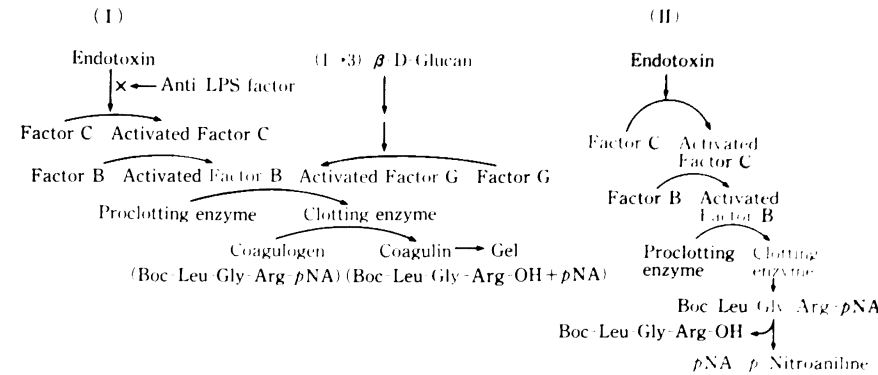 ( I )
Endotoxin
(1→3) β-D-Glucan
× ← Anti LPS factor
Factor C Activated Factor C
Factor B Activated Factor B Activated Factor G Factor G
Proclotting enzyme Clotting enzyme
Coagulogen Coagulin → Gel
(Boc-Leu-Gly-Arg-pNA) (Boc-Leu-Gly-Arg-OH+pNA)
(II)
Endotoxin
Factor C Activated
Factor C
Factor B Activated
Factor B
Proclotting Clotting
enzyme enzyme
Boc-Leu-Gly-Arg-pNA
Boc-Leu-Gly-Arg-OH
pNA p-Nitroaniline